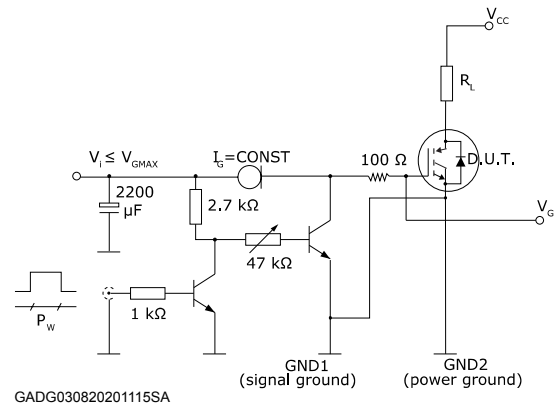 V_CC
R_L
V_i ≤ V_GMAX
I_G=CONST
100 Ω
D.U.T.
2200
µF
2.7 kΩ
V_G
47 kΩ
1 kΩ
P_W
GND1
(signal ground)
GND2
(power ground)
GADG030820201115SA